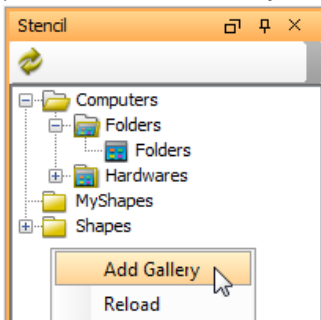 Stencil
Computers
Folders
Folders
Hardwares
MyShapes
Shapes
Add Gallery
Reload